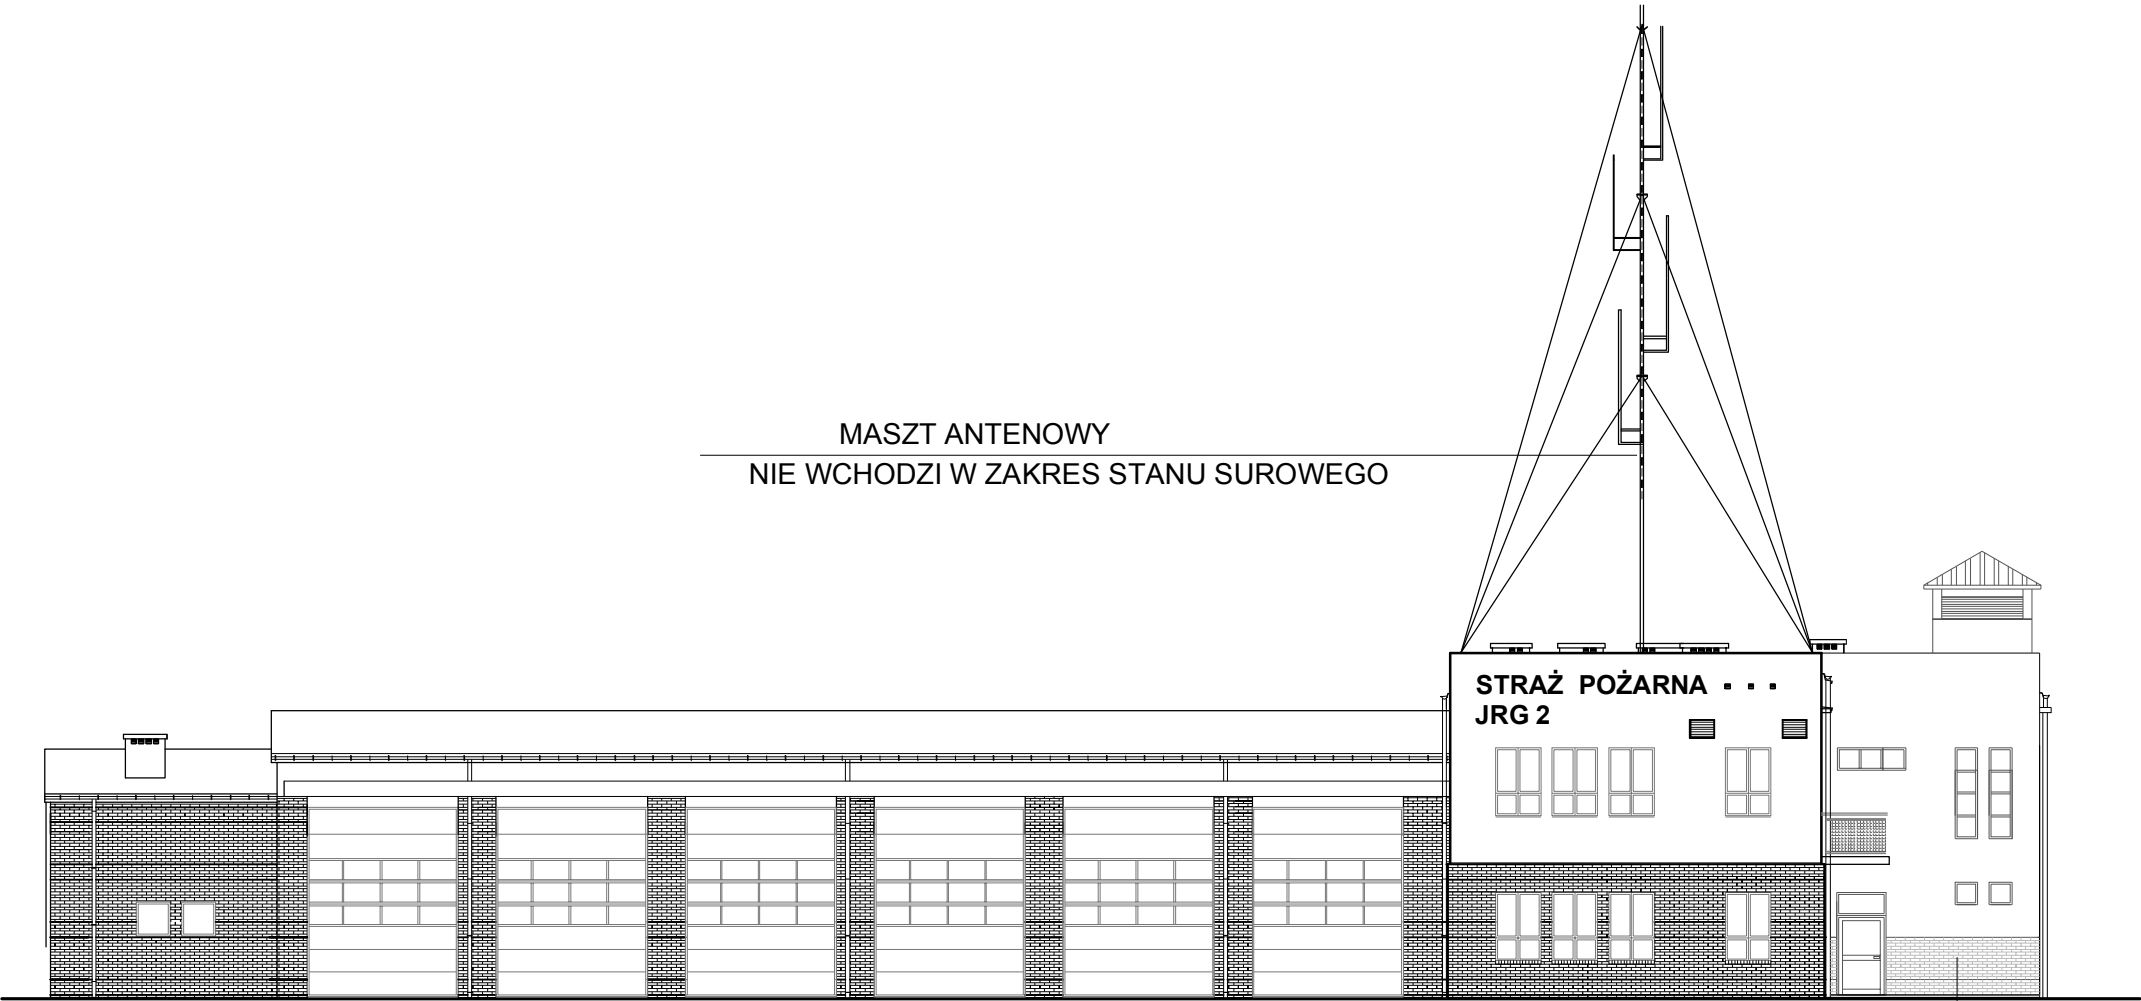 MASZT ANTENOWY
NIE WCHODZI W ZAKRES STANU SUROWEGO
STRAŻ POŻARNA
JRG 2